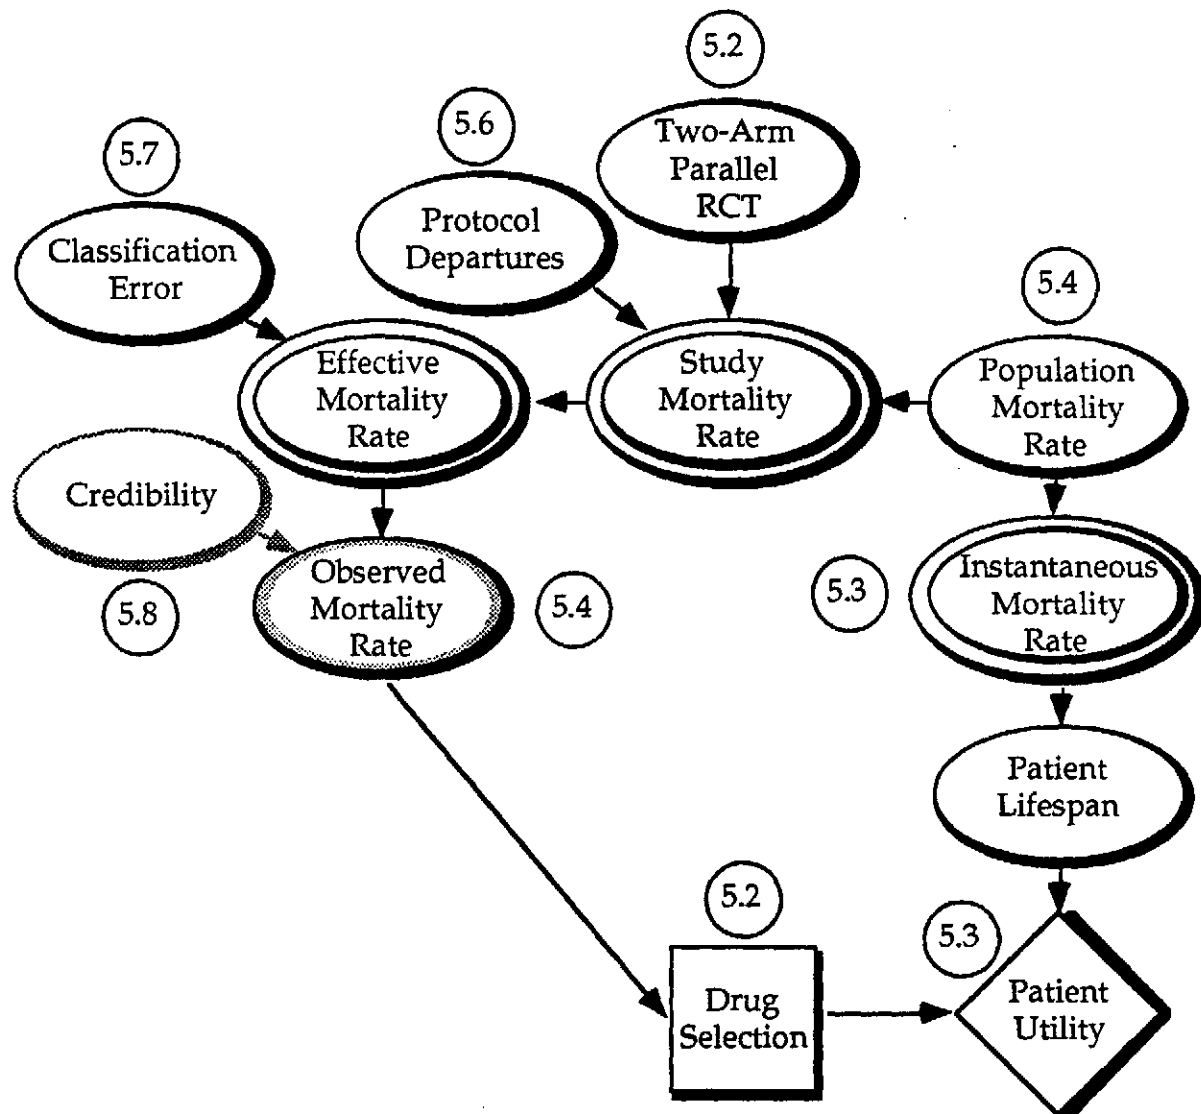 5.2
Two-Arm
Parallel
RCT
5.6
Protocol
Departures
5.7
Classification
Error
5.4
Population
Mortality
Rate
Study
Mortality
Rate
Effective
Mortality
Rate
Credibility
5.8
Observed
Mortality
Rate
5.4
5.3
Instantaneous
Mortality
Rate
Patient
Lifespan
5.2
Drug
Selection
5.3
Patient
Utility